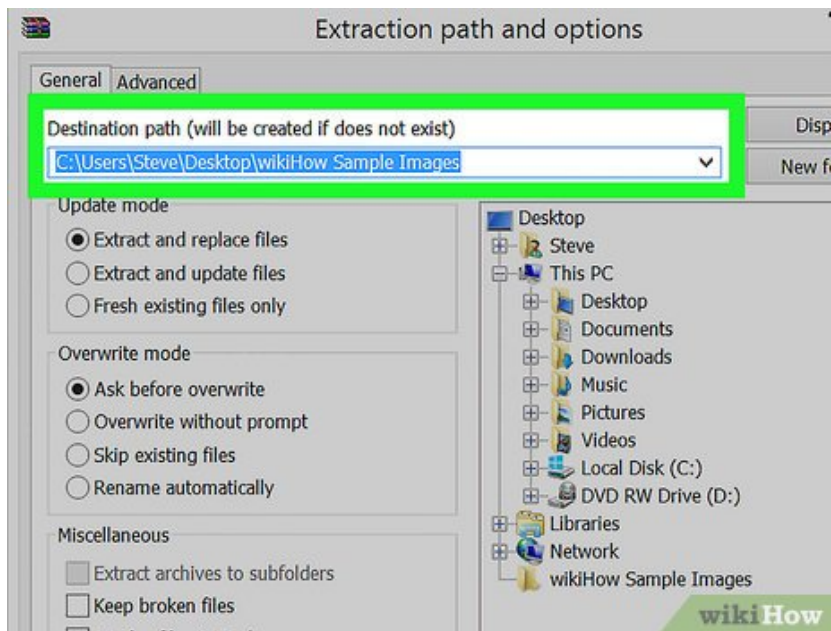 Extraction path and options
General
Advanced
Destination path (will be created if does not exist)
C:\Users\Steve\Desktop\wikiHow Sample Images
Disp
New f
Update mode
Extract and replace files
Extract and update files
Fresh existing files only
Overwrite mode
Ask before overwrite
Overwrite without prompt
Skip existing files
Rename automatically
Miscellaneous
Extract archives to subfolders
Keep broken files
Desktop
Steve
This PC
Desktop
Documents
Downloads
Music
Pictures
Videos
Local Disk (C:)
DVD RW Drive (D:)
Libraries
Network
wikiHow Sample Images
wikiHow